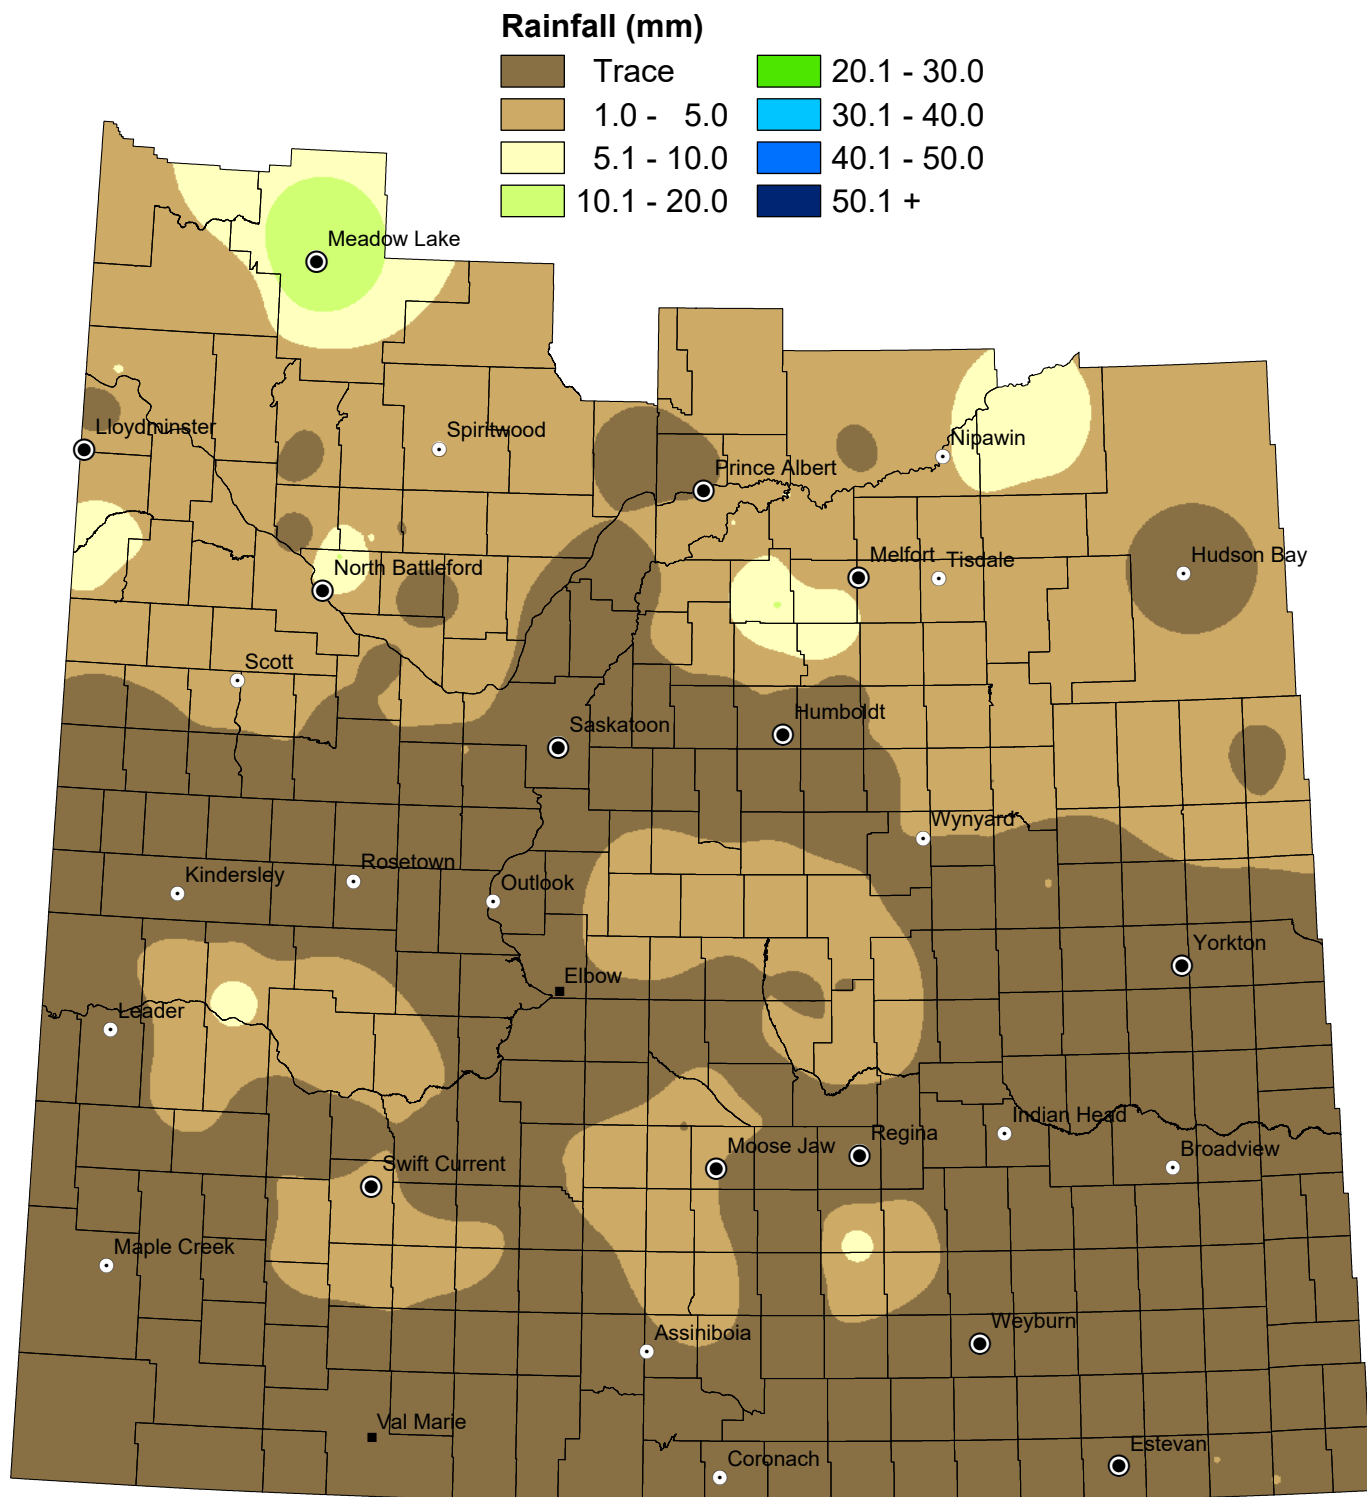 Rainfall (mm)
Trace
20.1 - 30.0
1.0 - 5.0
30.1 - 40.0
5.1 - 10.0
40.1 - 50.0
10.1 - 20.0
50.1 +
Meadow Lake
Lloydminster
Spiritwood
Nipawin
Prince Albert
Melfort
Tisdale
Hudson Bay
North Battleford
Scott
Saskatoon
Humboldt
Wynyard
Rosetown
Kindersley
Outlook
Yorkton
Elbow
Leader
Indian Head
Regina
Moose Jaw
Broadview
Swift Current
Maple Creek
Weyburn
Assiniboia
Val Marie
Estevan
Coronach